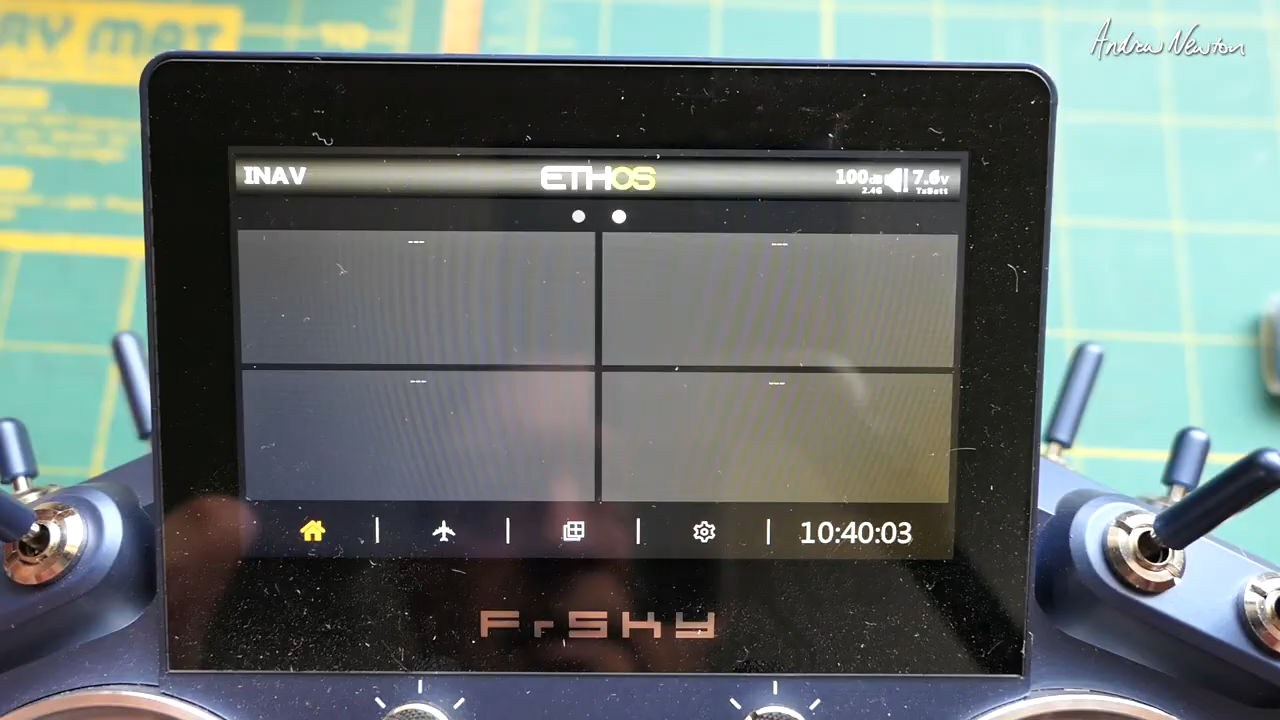 Andrew Newton
INAV
ETHOS
100
2.4G
7.6V
TxBatt
---
---
---
---
10:40:03
FrSky